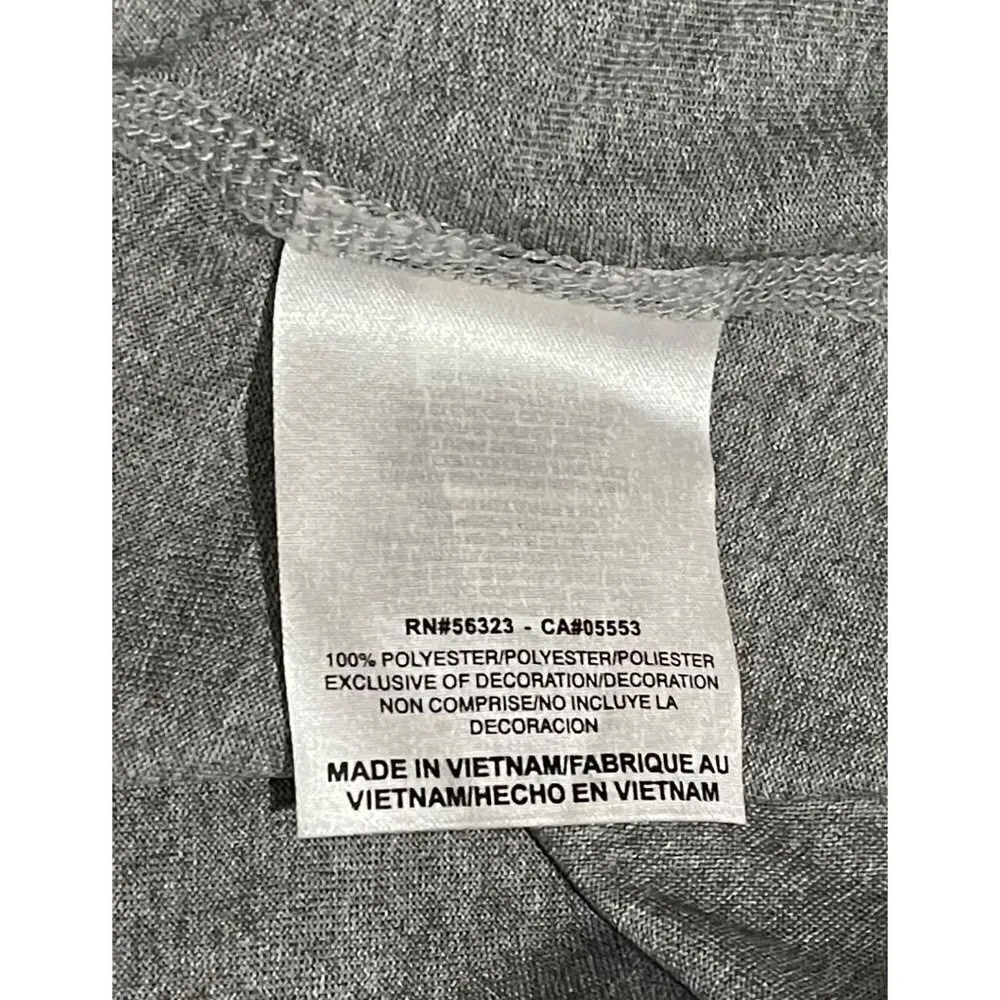 RN#56323 - CA#05553
100% POLYESTER/POLYESTER/POLIESTER
EXCLUSIVE OF DECORATION/DECORATION
NON COMPRISE/NO INCLUYE LA
DECORACION
MADE IN VIETNAM/FABRIQUE AU
VIETNAM/HECHO EN VIETNAM